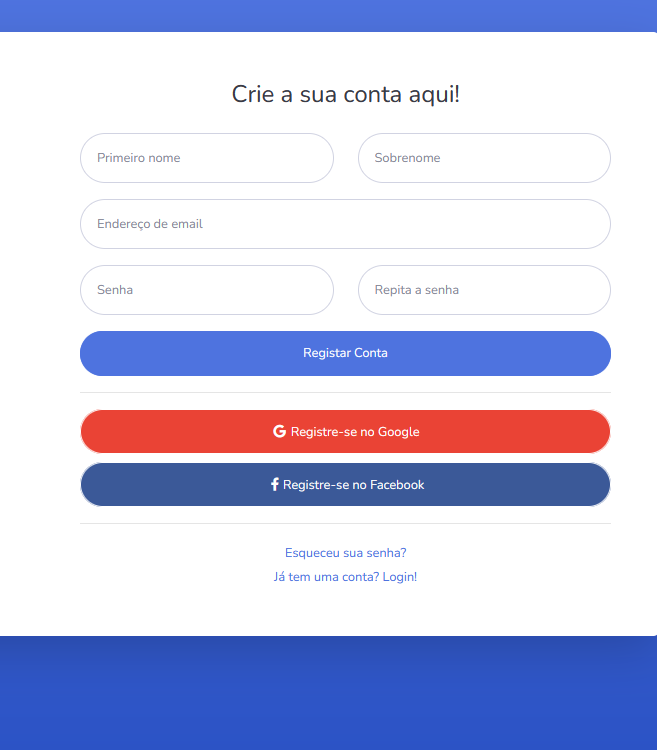 Crie a sua conta aqui!
Primeiro nome
Sobrenome
Endereço de email
Senha
Repita a senha
Registar Conta
Registre-se no Google
Registre-se no Facebook
Esqueceu sua senha?
Já tem uma conta? Login!